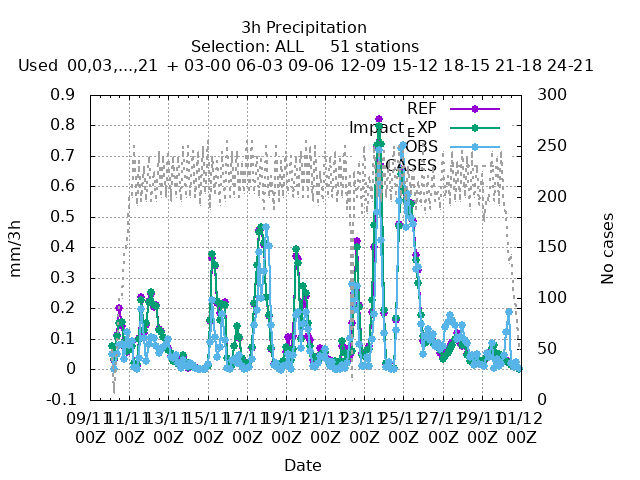 3h Precipitation
Selection: ALL 51 stations
Used 00,03,...,21 + 03-00 06-03 09-06 12-09 15-12 18-15 21-18 24-21
REF
Impact_EXP
OBS
CASES
0.9
0.8
0.7
0.6
0.5
0.4
0.3
0.2
0.1
0
-0.1
300
250
200
150
100
50
0
mm/3h
No cases
09/11 11/11 13/11 15/11 17/11 19/11 21/11 23/11 25/11 27/11 29/11 01/12
00Z 00Z 00Z 00Z 00Z 00Z 00Z 00Z 00Z 00Z 00Z 00Z
Date